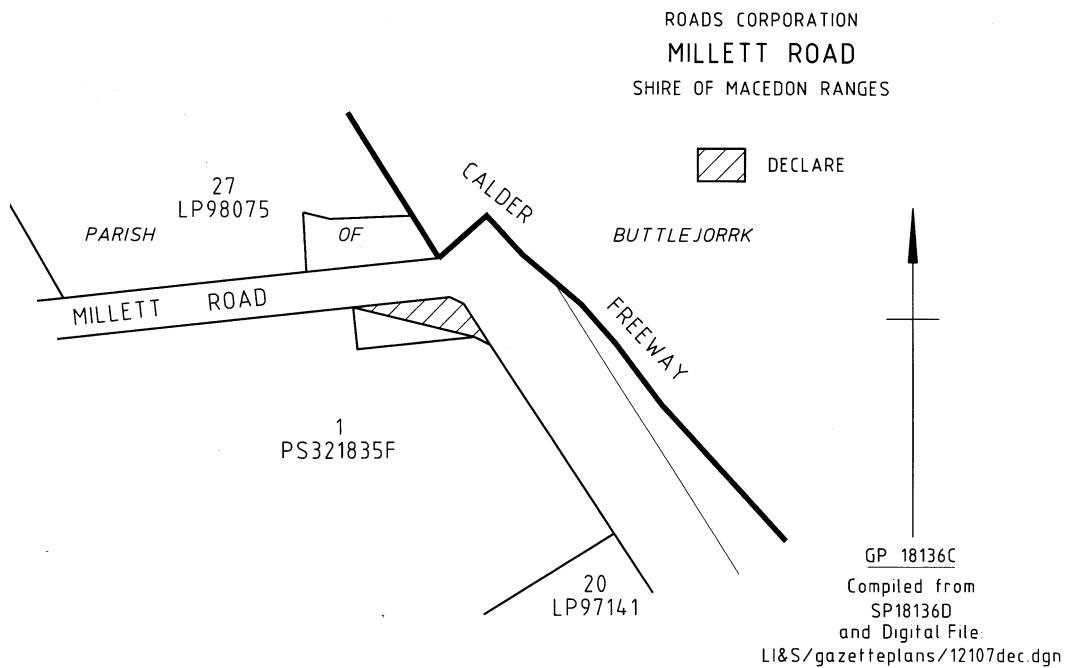 ROADS CORPORATION
MILLETT ROAD
SHIRE OF MACEDON RANGES
DECLARE
CALDER
27
LP98075
PARISH OF BUTTLEJORRK
MILLETT ROAD
FREEWAY
1
PS321835F
20
LP97141
GP 18136C
Compiled from
SP18136D
and Digital File:
LI&S/gazetteplans/12107dec.dgn